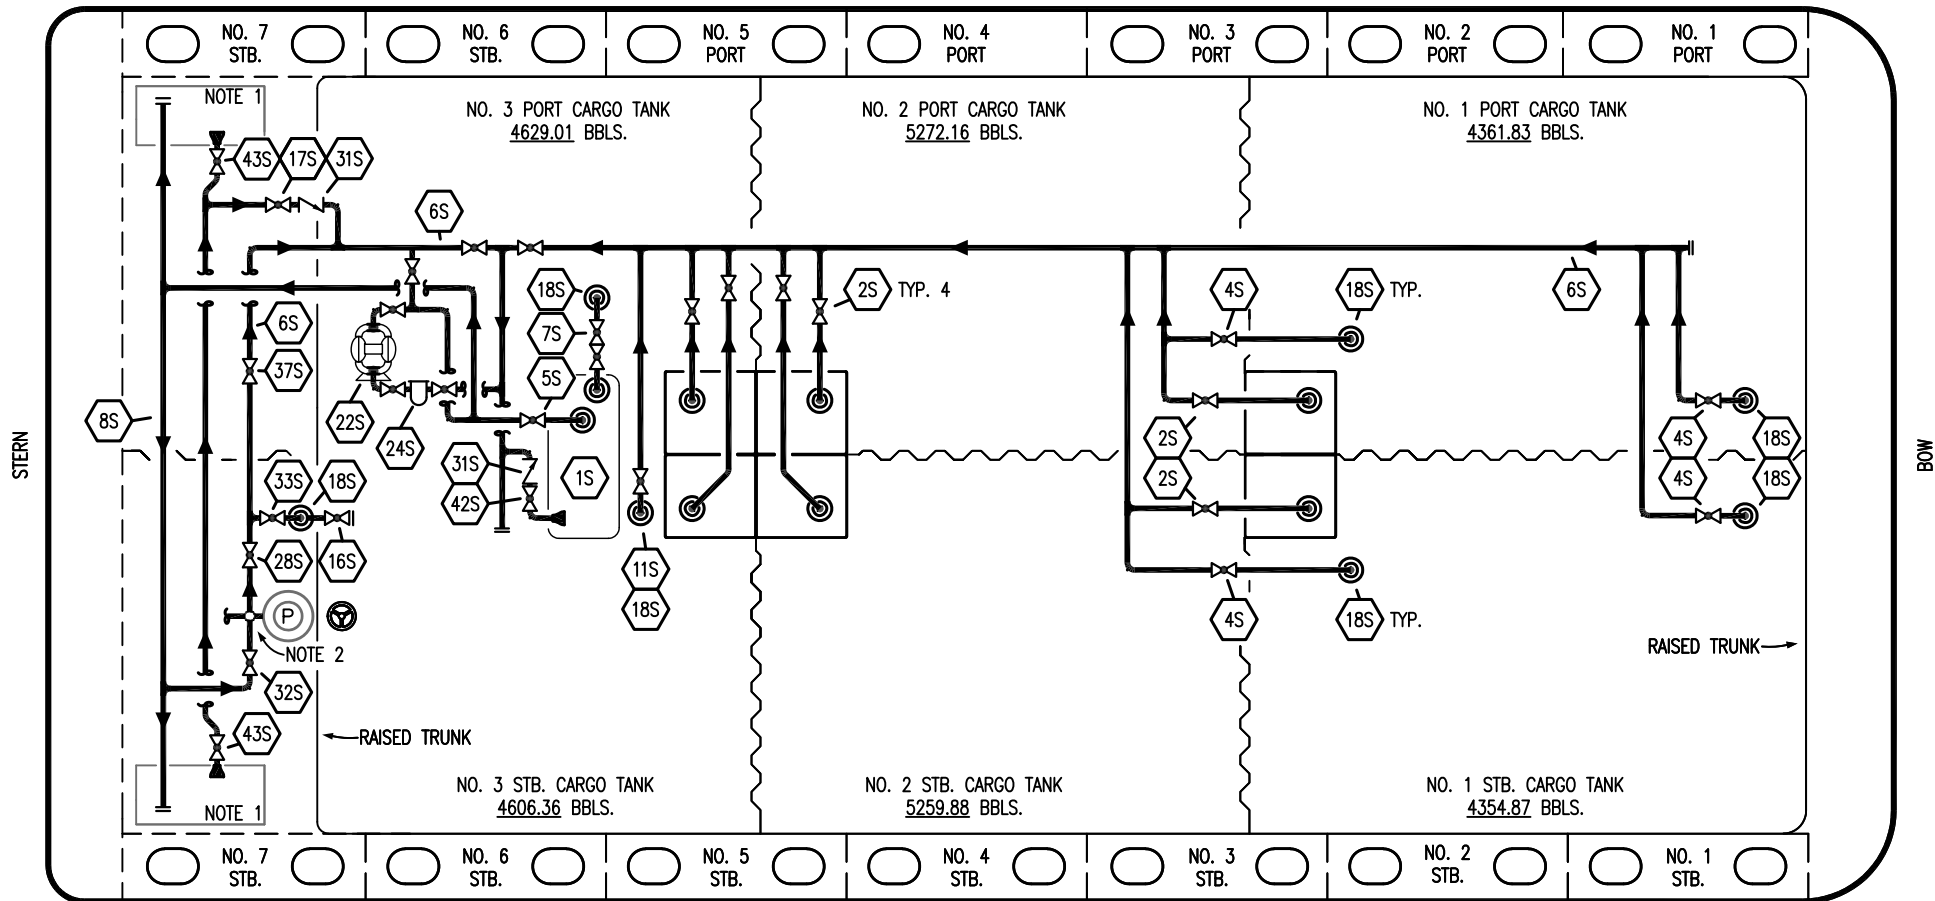 NO. 7
STB.
NO. 6
STB.
NO. 5
PORT
NO. 4
PORT
NO. 3
PORT
NO. 2
PORT
NO. 1
PORT
NOTE 1
NO. 3 PORT CARGO TANK
4629.01 BBLS.
NO. 2 PORT CARGO TANK
5272.16 BBLS.
NO. 1 PORT CARGO TANK
4361.83 BBLS.
43S
17S
31S
6S
18S
2S TYP. 4
4S
18S TYP.
6S
6S
7S
37S
5S
8S
22S
24S
2S
4S
18S
STERN
BOW
31S
1S
2S
4S
18S
33S
18S
42S
28S
16S
11S
18S
P
4S
18S TYP.
NOTE 2
RAISED TRUNK
32S
43S
RAISED TRUNK
NOTE 1
NO. 3 STB. CARGO TANK
4606.36 BBLS.
NO. 2 STB. CARGO TANK
5259.88 BBLS.
NO. 1 STB. CARGO TANK
4354.87 BBLS.
NO. 7
STB.
NO. 6
STB.
NO. 5
STB.
NO. 4
STB.
NO. 3
STB.
NO. 2
STB.
NO. 1
STB.